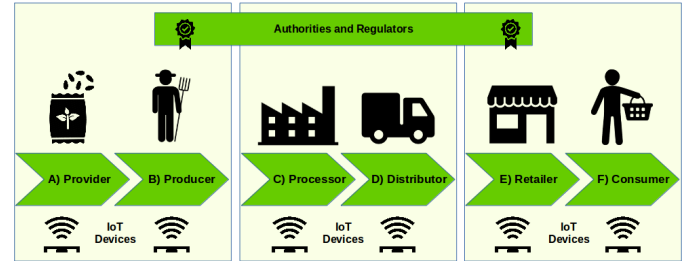 Authorities and Regulators
A) Provider
B) Producer
C) Processor
D) Distributor
E) Retailer
F) Consumer
IoT
Devices
IoT
Devices
IoT
Devices